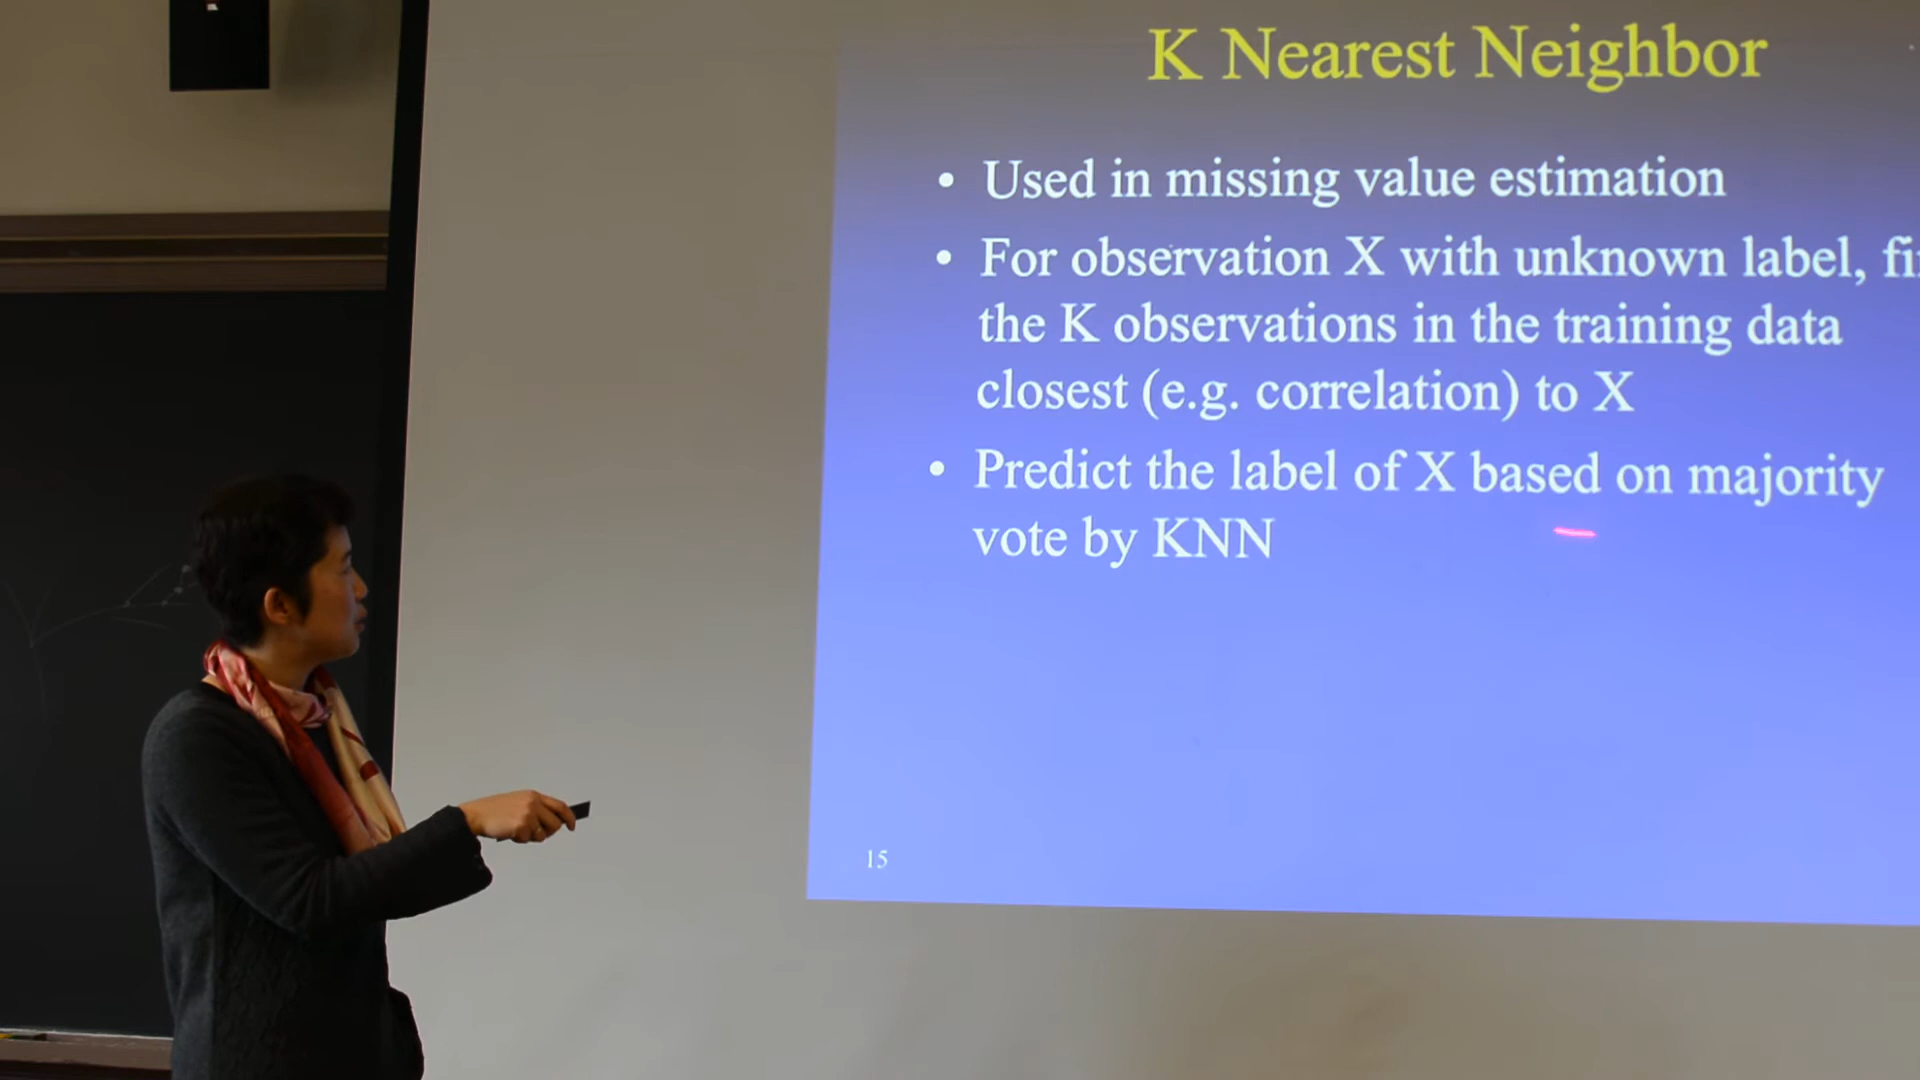 K Nearest Neighbor
• Used in missing value estimation
• For observation X with unknown label, fi
the K observations in the training data
closest (e.g. correlation) to X
• Predict the label of X based on majority
vote by KNN
15